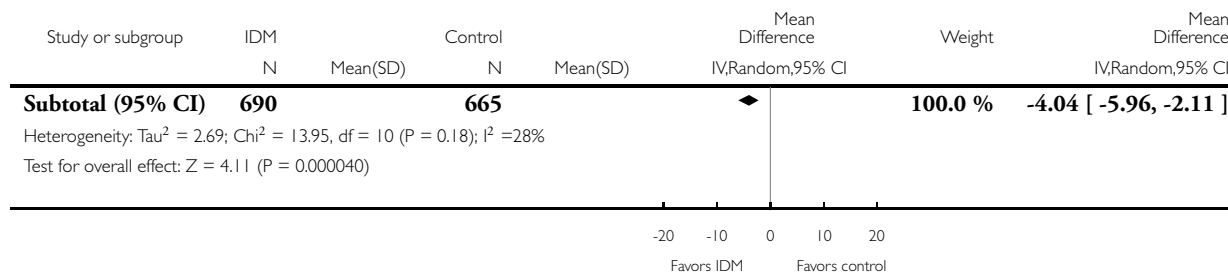 Study or subgroup IDM Control Mean Difference Weight Mean Difference
N Mean(SD) N Mean(SD) IV,Random,95% CI IV,Random,95% CI
Subtotal (95% CI) 690 665 100.0 % -4.04 [ -5.96, -2.11 ]
Heterogeneity: Tau² = 2.69; Chi² = 13.95, df = 10 (P = 0.18); I² =28%
Test for overall effect: Z = 4.11 (P = 0.000040)
-20 -10 0 10 20
Favors IDM Favors control